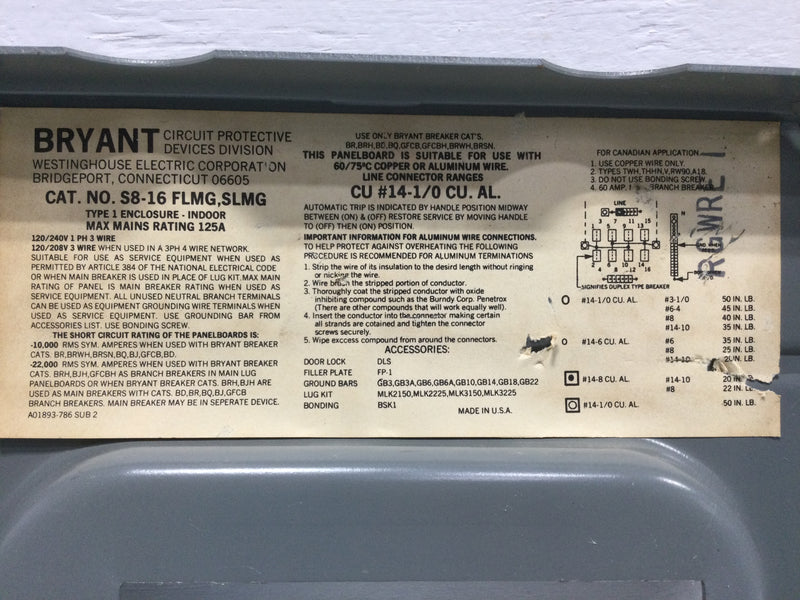 BRYANT CIRCUIT PROTECTIVE
DEVICES DIVISION
WESTINGHOUSE ELECTRIC CORPORATION
BRIDGEPORT, CONNECTICUT 06605
CAT. NO. S8-16 FLMG,SLMG
TYPE 1 ENCLOSURE - INDOOR
MAX MAINS RATING 125A
120/240V 1 PH 3 WIRE
120/208V 3 WIRE WHEN USED IN A 3PH 4 WIRE NETWORK.
SUITABLE FOR USE AS SERVICE EQUIPMENT WHEN USED AS
PERMITTED BY ARTICLE 384 OF THE NATIONAL ELECTRICAL CODE
OR WHEN MAIN BREAKER IS USED IN PLACE OF LUG KIT. MAX MAIN
RATING OF PANEL IS MAIN BREAKER RATING WHEN USED AS
SERVICE EQUIPMENT. ALL UNUSED NEUTRAL BRANCH TERMINALS
CAN BE USED AS EQUIPMENT GROUNDING WIRE TERMINALS WHEN
USED AS SERVICE EQUIPMENT. USE GROUNDING BAR FROM
ACCESSORIES LIST. USE BONDING SCREW.
THE SHORT CIRCUIT RATING OF THE PANELBOARDS IS:
-10,000 RMS SYM. AMPERES WHEN USED WITH BRYANT BREAKER
CATS. BR,BRWH,BRSN,BQ,BJ,GFCB,BD.
-22,000 RMS SYM. AMPERES WHEN USED WITH BRYANT BREAKER
CATS. BRH,BJH,GFCBH AS BRANCH BREAKERS IN MAIN LUG
PANELBOARDS OR WHEN BRYANT BREAKER CATS. BRH,BJH ARE
USED AS MAIN BREAKERS WITH CATS. BD,BR,BQ,BJ,GFCB
BRANCH BREAKERS. MAIN BREAKER MAY BE IN SEPERATE DEVICE.
A01893-786 SUB 2
USE ONLY BRYANT BREAKER CAT'S,
BR,BRH,BD,BQ,GFCB,GFCBH,BRWH,BRSN.
THIS PANELBOARD IS SUITABLE FOR USE WITH
60/75°C COPPER OR ALUMINUM WIRE.
LINE CONNECTOR RANGES
CU #14-1/0 CU. AL.
AUTOMATIC TRIP IS INDICATED BY HANDLE POSITION MIDWAY
BETWEEN (ON) & (OFF) RESTORE SERVICE BY MOVING HANDLE
TO (OFF) THEN (ON) POSITION.
IMPORTANT INFORMATION FOR ALUMINUM WIRE CONNECTIONS.
TO HELP PROTECT AGAINST OVERHEATING THE FOLLOWING
PROCEDURE IS RECOMMENDED FOR ALUMINUM TERMINATIONS
1. Strip the wire of its insulation to the desird length without ringing
or nicking the wire.
2. Wire brush the stripped portion of conductor.
3. Thoroughly coat the stripped conductor with oxide
inhibiting compound such as the Burndy Corp. Penetrox
(There are other compounds that will work equally well).
4. Insert the conductor into the connector making certain
all strands are cotained and tighten the connector
screws securely.
5. Wipe exccess compound from around the connectors.
ACCESSORIES:
DOOR LOCK DLS
FILLER PLATE FP-1
GROUND BARS GB3,GB3A,GB6,GB6A,GB10,GB14,GB18,GB22
LUG KIT MLK2150,MLK2225,MLK3150,MLK3225
BONDING BSK1 MADE IN U.S.A.
FOR CANADIAN APPLICATION
1. USE COPPER WIRE ONLY.
2. TYPES TWH,THHN,V,RW90,A18.
3. DO NOT USE BONDING SCREW
4. 60 AMP. BRANCH BREAKER
LINE
3 7 11 15
6 8 10 14
4 8 12 16
SIGNIFIES DUPLEX TYPE BREAKER
#14-1/0 CU. AL. #3-1/0 50 IN. LB.
#6-4 45 IN. LB.
#8 40 IN. LB.
#14-10 35 IN. LB.
#14-6 CU. AL. #6 35 IN. LB.
#8 25 IN. LB.
#14-10 20 IN. LB.
#14-8 CU. AL. #14-10 20 IN.
#8 22 IN. LB.
#14-1/0 CU. AL. 50 IN. LB.